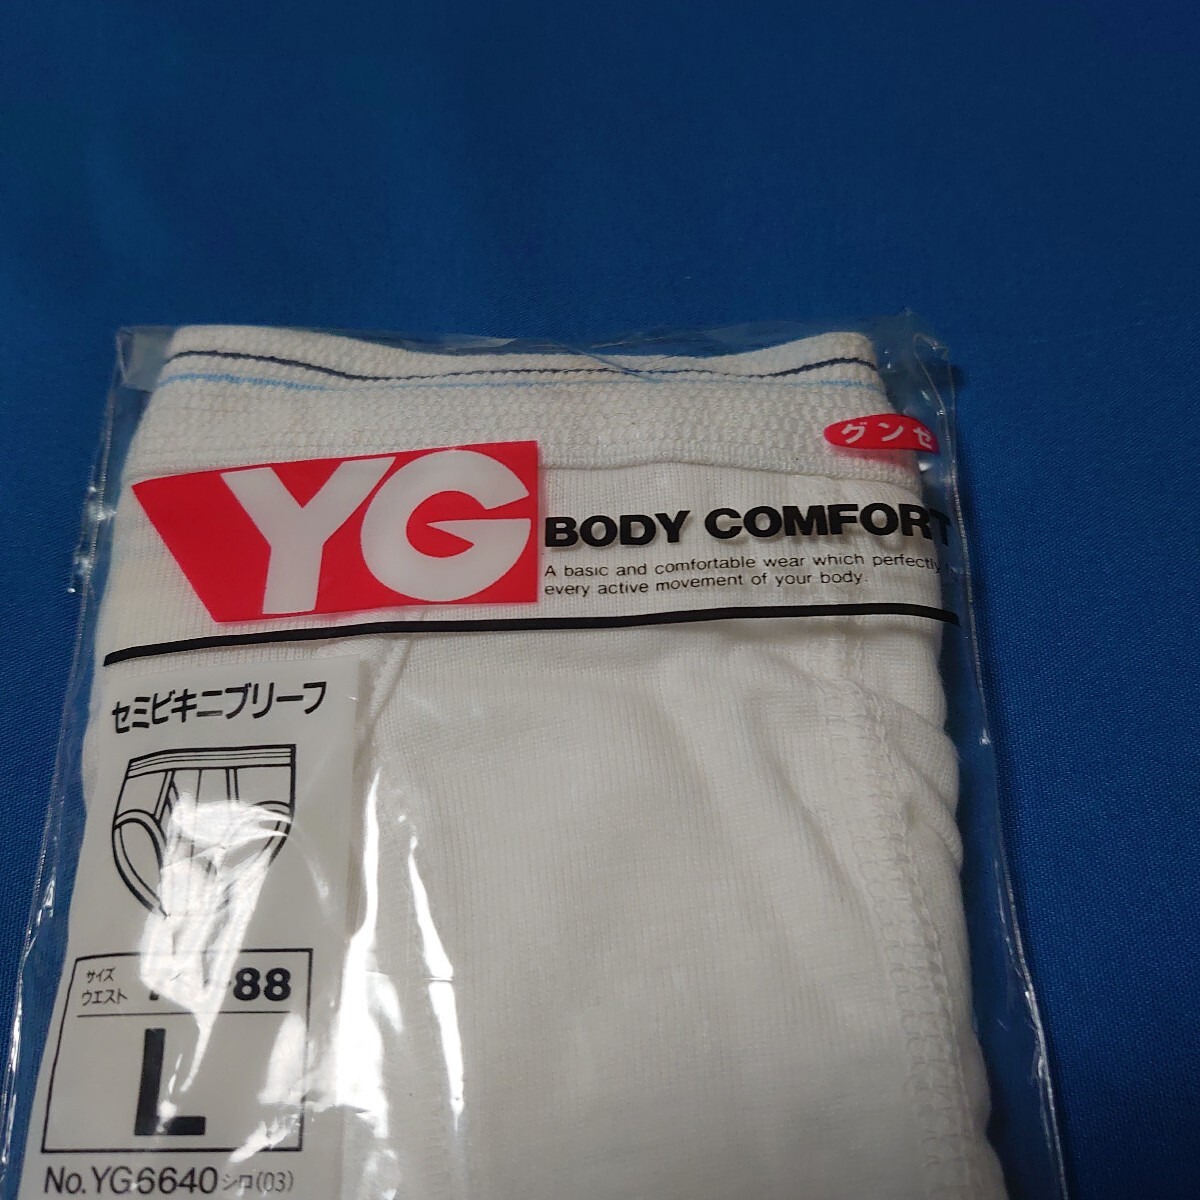 グンゼ
YG
BODY COMFORT
A basic and comfortable wear which perfectly
every active movement of your body.
セミビキニブリーフ
サイズ
ウエスト
88
L
No.YG6640 シロ(03)